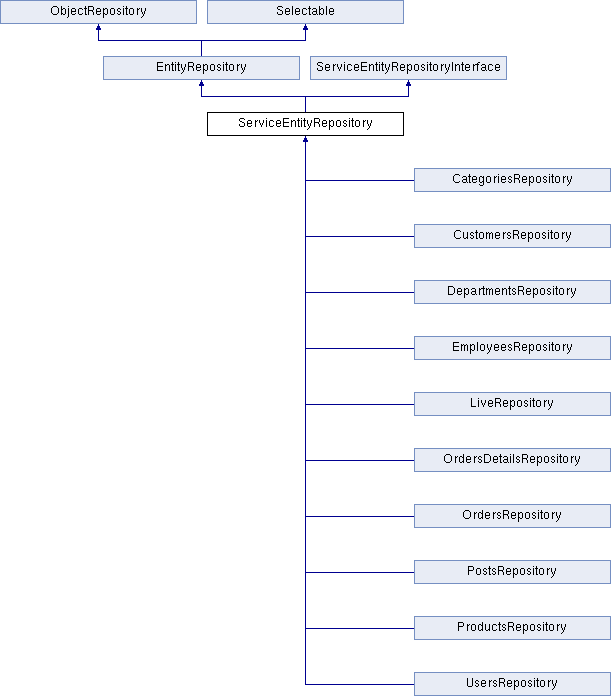 ObjectRepository
Selectable
EntityRepository
ServiceEntityRepositoryInterface
ServiceEntityRepository
CategoriesRepository
CustomersRepository
DepartmentsRepository
EmployeesRepository
LiveRepository
OrdersDetailsRepository
OrdersRepository
PostsRepository
ProductsRepository
UsersRepository